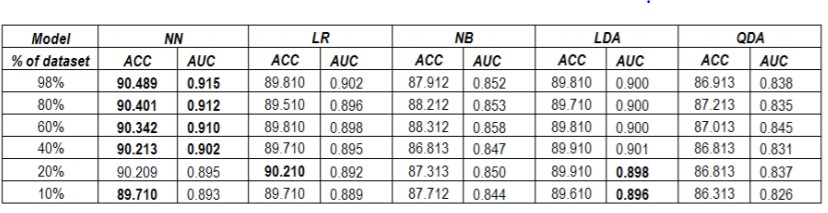 Model NN LR NB LDA QDA
% of dataset ACC AUC ACC AUC ACC AUC ACC AUC ACC AUC
98% 90.489 0.915 89.810 0.902 87.912 0.852 89.810 0.900 86.913 0.838
80% 90.401 0.912 89.510 0.896 88.212 0.853 89.710 0.900 87.213 0.835
60% 90.342 0.910 89.810 0.898 88.312 0.858 89.810 0.900 87.013 0.845
40% 90.213 0.902 89.710 0.895 86.813 0.847 89.910 0.901 86.813 0.831
20% 90.209 0.895 90.210 0.892 87.313 0.850 89.910 0.898 86.813 0.837
10% 89.710 0.893 89.710 0.889 87.712 0.844 89.610 0.896 86.313 0.826